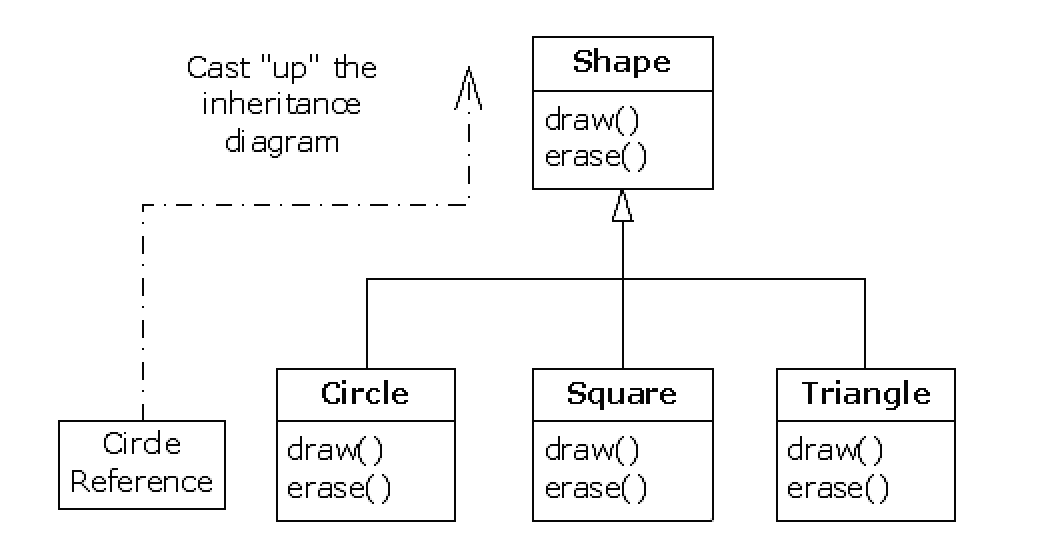 Cast "up" the
inheritance
diagram
Shape
draw()
erase()
Circle
draw()
erase()
Square
draw()
erase()
Triangle
draw()
erase()
Circle
Reference